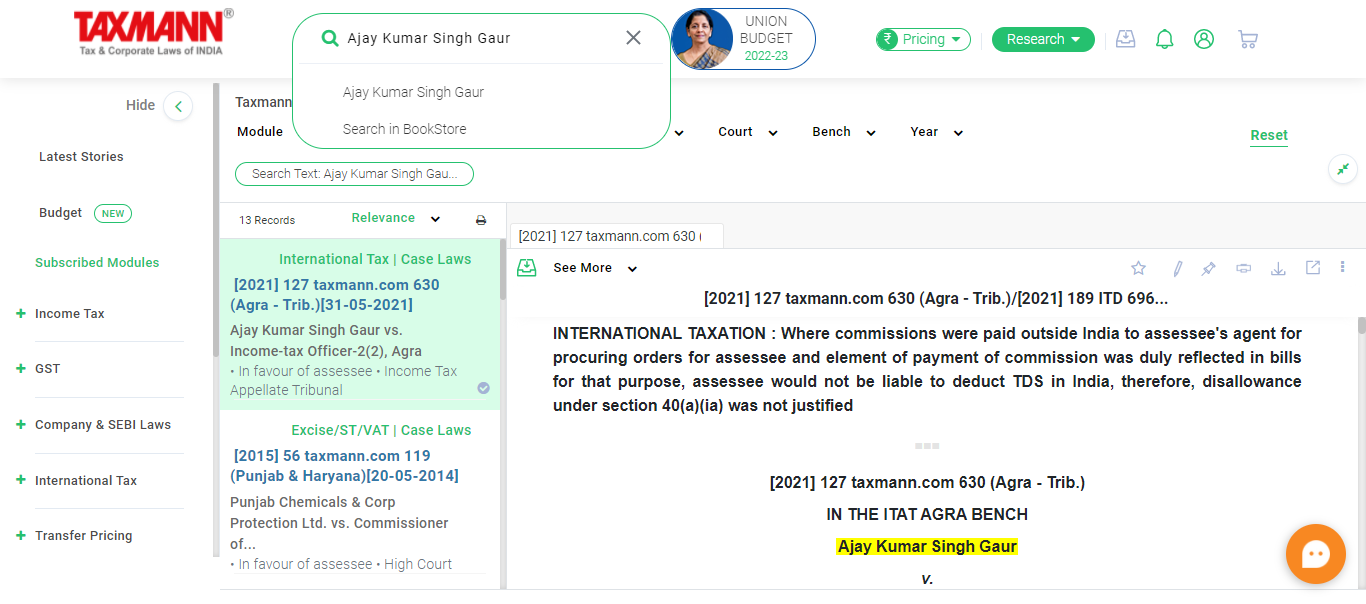 TAXMANN®
Tax & Corporate Laws of INDIA
Ajay Kumar Singh Gaur
Ajay Kumar Singh Gaur
Search in BookStore
UNION
BUDGET
2022-23
₹ Pricing
Research
Hide
Latest Stories
Budget NEW
Subscribed Modules
+ Income Tax
+ GST
+ Company & SEBI Laws
+ International Tax
+ Transfer Pricing
Taxmann
Module Court Bench Year
Reset
Search Text: Ajay Kumar Singh Gau...
13 Records Relevance
International Tax | Case Laws
[2021] 127 taxmann.com 630
(Agra - Trib.)[31-05-2021]
Ajay Kumar Singh Gaur vs.
Income-tax Officer-2(2), Agra
• In favour of assessee • Income Tax
Appellate Tribunal
Excise/ST/VAT | Case Laws
[2015] 56 taxmann.com 119
(Punjab & Haryana)[20-05-2014]
Punjab Chemicals & Corp
Protection Ltd. vs. Commissioner
of...
• In favour of assessee • High Court
[2021] 127 taxmann.com 630 (
See More
[2021] 127 taxmann.com 630 (Agra - Trib.)/[2021] 189 ITD 696...
INTERNATIONAL TAXATION : Where commissions were paid outside India to assessee's agent for
procuring orders for assessee and element of payment of commission was duly reflected in bills
for that purpose, assessee would not be liable to deduct TDS in India, therefore, disallowance
under section 40(a)(ia) was not justified
[2021] 127 taxmann.com 630 (Agra - Trib.)
IN THE ITAT AGRA BENCH
Ajay Kumar Singh Gaur
v.